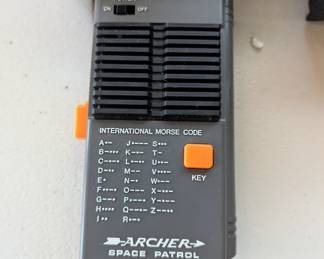 ON OFF
INTERNATIONAL MORSE CODE
A•– J•––– S•••
B–••• K–•– T–
C–•–• L•–•• U••–
D–•• M–– V•••–
E• N–• W•––
F••–• O––– X–••–
G––• P•––• Y–•––
H•••• Q––•– Z––••
I•• R•–•
KEY
ARCHER
SPACE PATROL